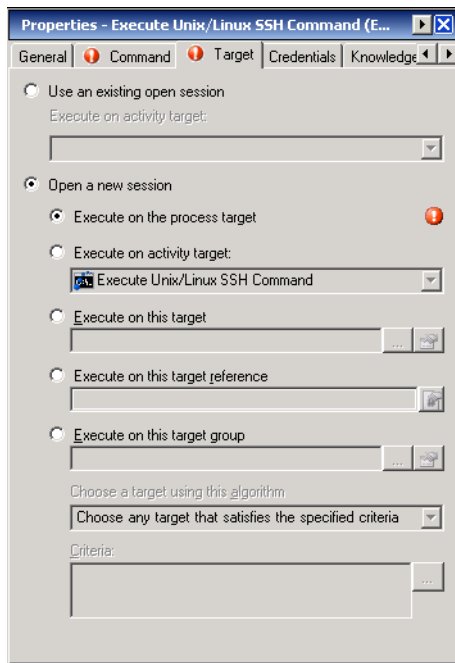 Properties - Execute Unix/Linux SSH Command (E...
General Command Target Credentials Knowledge
Use an existing open session
Execute on activity target:
Open a new session
Execute on the process target
Execute on activity target:
Execute Unix/Linux SSH Command
Execute on this target
...
Execute on this target reference
Execute on this target group
...
Choose a target using this algorithm
Choose any target that satisfies the specified criteria
Criteria:
...